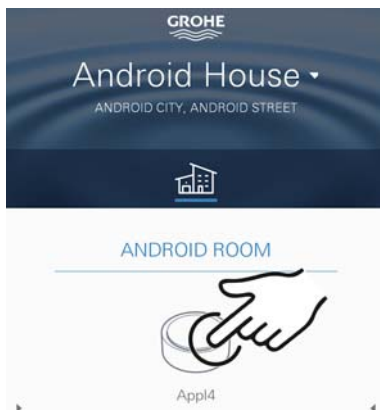 GROHE
Android House
ANDROID CITY, ANDROID STREET
ANDROID ROOM
Appl4